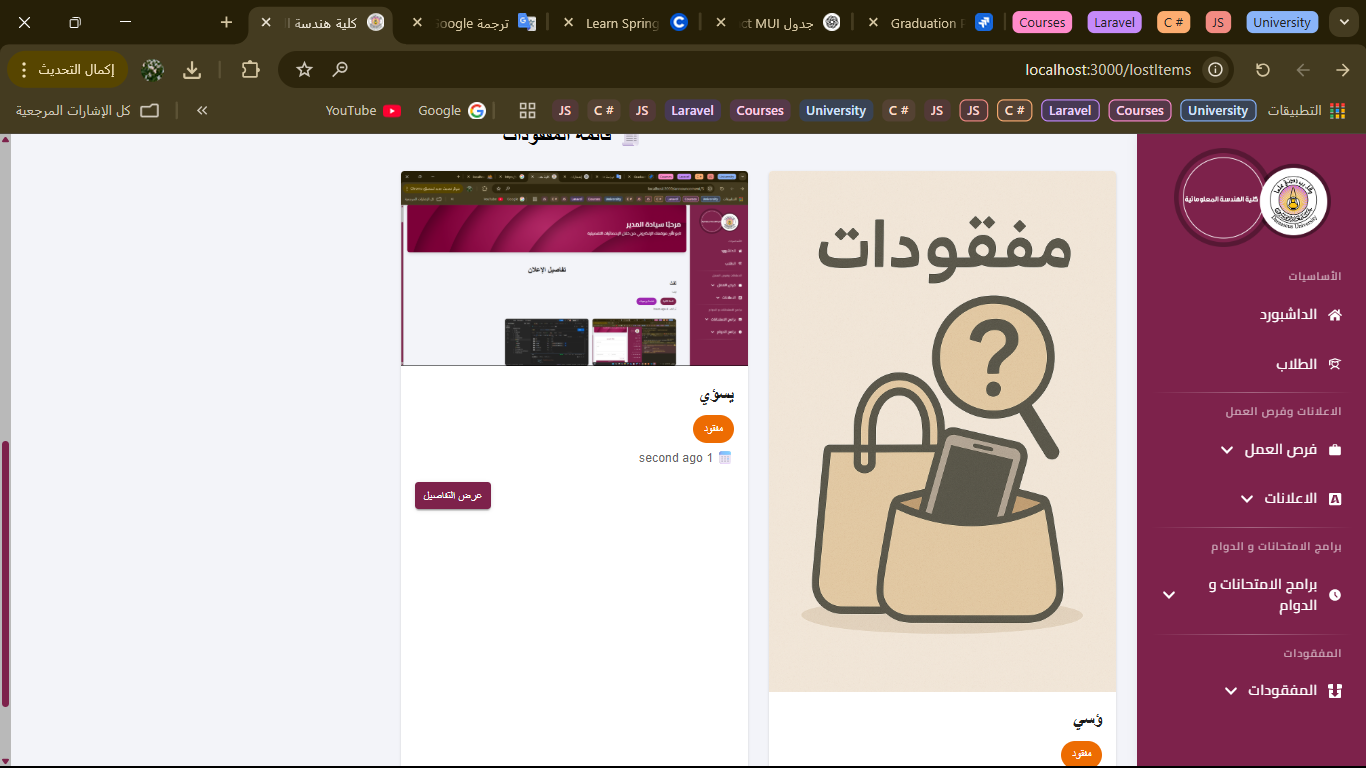 كلية هندسة ال
ترجمة Google
Learn Spring
جدول MUI ct
Graduation P
Courses
Laravel
C #
JS
University
إكمال التحديث
localhost:3000/lostItems
كل الإشارات المرجعية
YouTube
Google
JS
C #
JS
Laravel
Courses
University
C #
JS
JS
C #
Laravel
Courses
University
التطبيقات
كلية الهندسة المعلوماتية
الأساسيات
الداشبورد
الطلاب
الاعلانات وفرص العمل
فرص العمل
الاعلانات
برامج الامتحانات و الدوام
برامج الامتحانات و
الدوام
المفقودات
المفقودات
قائمة المفقودات
مفقودات
?
ؤسي
مفقود
مرحبًا سيادة المدير
تفاصيل الإعلان
يسؤي
مفقود
1 second ago
عرض التفاصيل